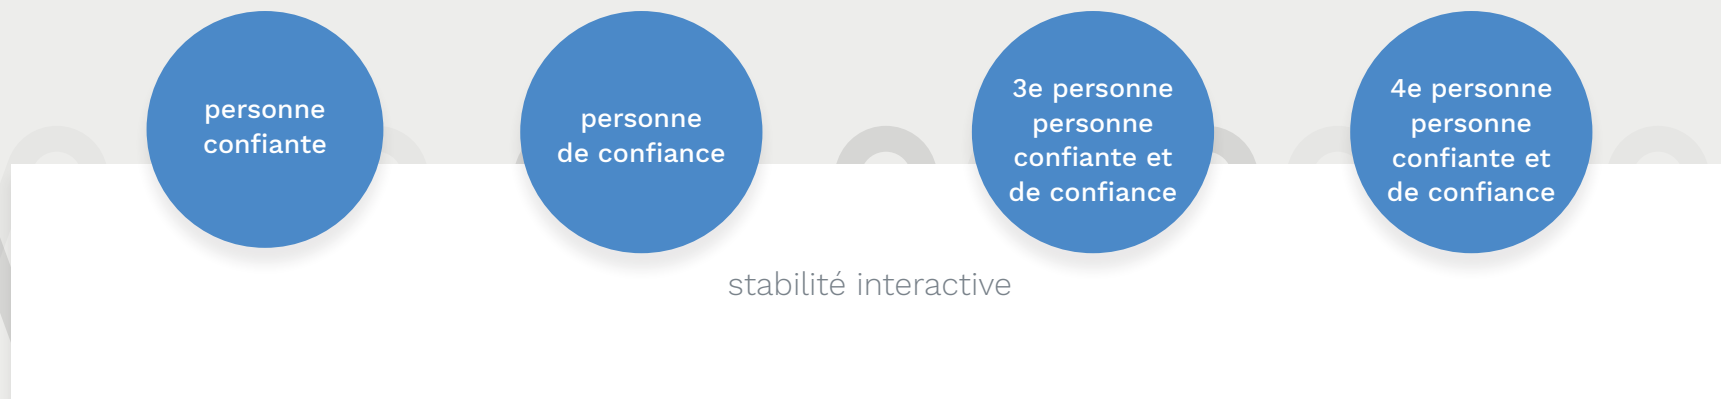 personne
confiante
personne
de confiance
3e personne
personne
confiante et
de confiance
4e personne
personne
confiante et
de confiance
stabilité interactive